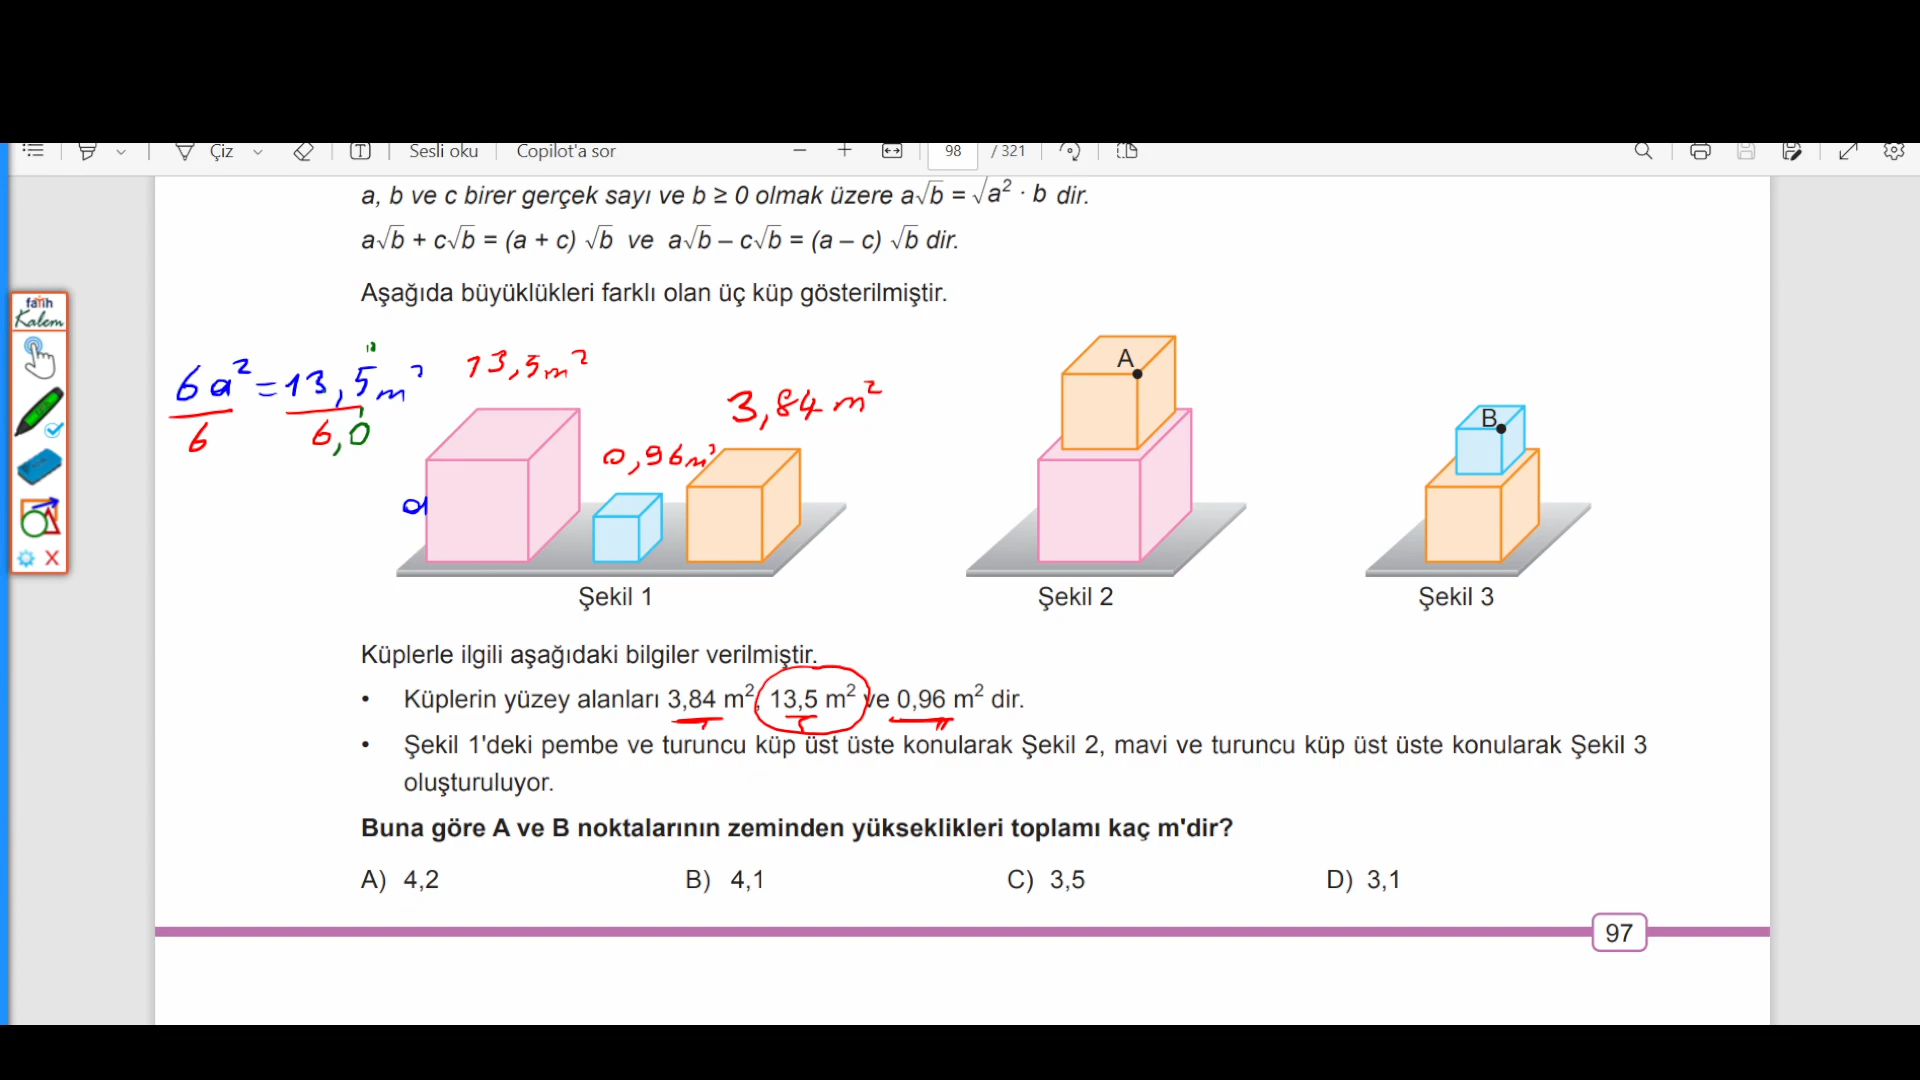 Çiz
Sesli oku
Copilot'a sor
98
/ 321
a, b ve c birer gerçek sayı ve b ≥ 0 olmak üzere a√b = √a² · b dir.
a√b + c√b = (a + c) √b ve a√b – c√b = (a – c) √b dir.
Aşağıda büyüklükleri farklı olan üç küp gösterilmiştir.
fatih
Kalem
6a² = 13,5 m²
6
6,0
13,5 m²
0,96 m²
3,84 m²
a
A
B
Şekil 1
Şekil 2
Şekil 3
Küplerle ilgili aşağıdaki bilgiler verilmiştir.
• Küplerin yüzey alanları 3,84 m², 13,5 m² ve 0,96 m² dir.
• Şekil 1'deki pembe ve turuncu küp üst üste konularak Şekil 2, mavi ve turuncu küp üst üste konularak Şekil 3
oluşturuluyor.
Buna göre A ve B noktalarının zeminden yükseklikleri toplamı kaç m'dir?
A) 4,2 B) 4,1 C) 3,5 D) 3,1
97